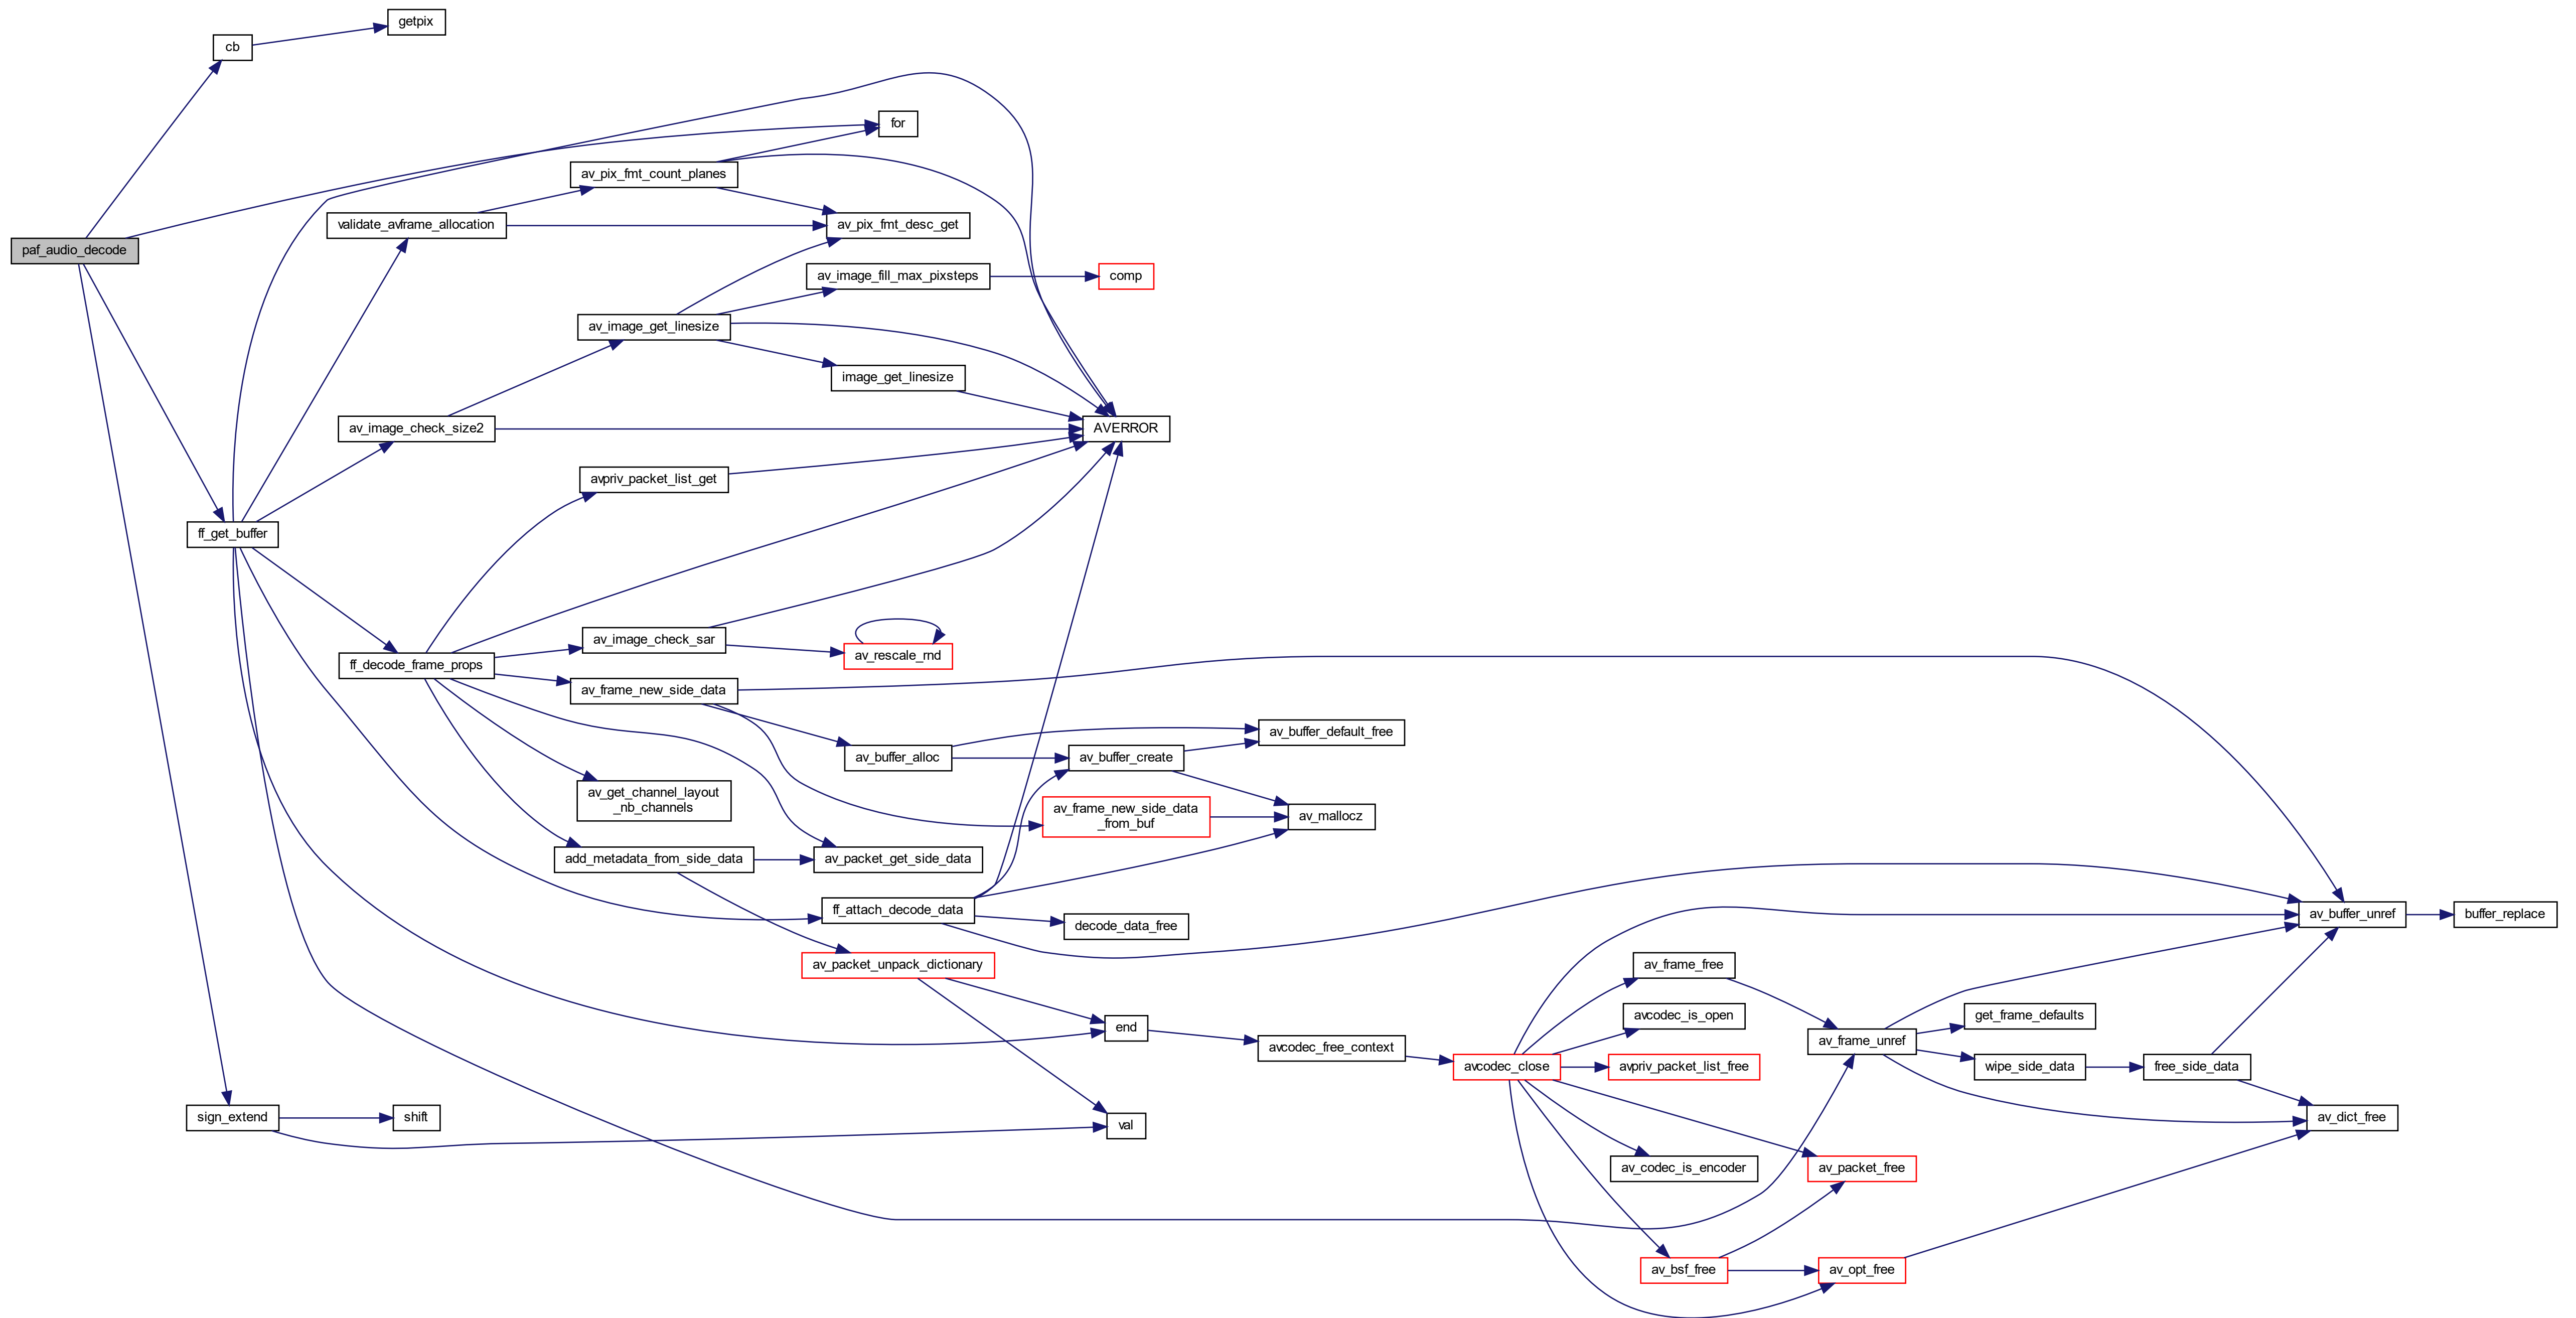 getpix
cb
for
av_pix_fmt_count_planes
validate_avframe_allocation
av_pix_fmt_desc_get
paf_audio_decode
av_image_fill_max_pixsteps
comp
av_image_get_linesize
image_get_linesize
av_image_check_size2
AVERROR
avpriv_packet_list_get
ff_get_buffer
av_image_check_sar
av_rescale_rnd
ff_decode_frame_props
av_frame_new_side_data
av_buffer_default_free
av_buffer_alloc
av_buffer_create
av_get_channel_layout
_nb_channels
av_frame_new_side_data
_from_buf
av_mallocz
add_metadata_from_side_data
av_packet_get_side_data
ff_attach_decode_data
decode_data_free
av_buffer_unref
buffer_replace
av_packet_unpack_dictionary
av_frame_free
avcodec_is_open
get_frame_defaults
end
avcodec_free_context
av_frame_unref
avcodec_close
avpriv_packet_list_free
wipe_side_data
free_side_data
sign_extend
shift
val
av_dict_free
av_codec_is_encoder
av_packet_free
av_bsf_free
av_opt_free